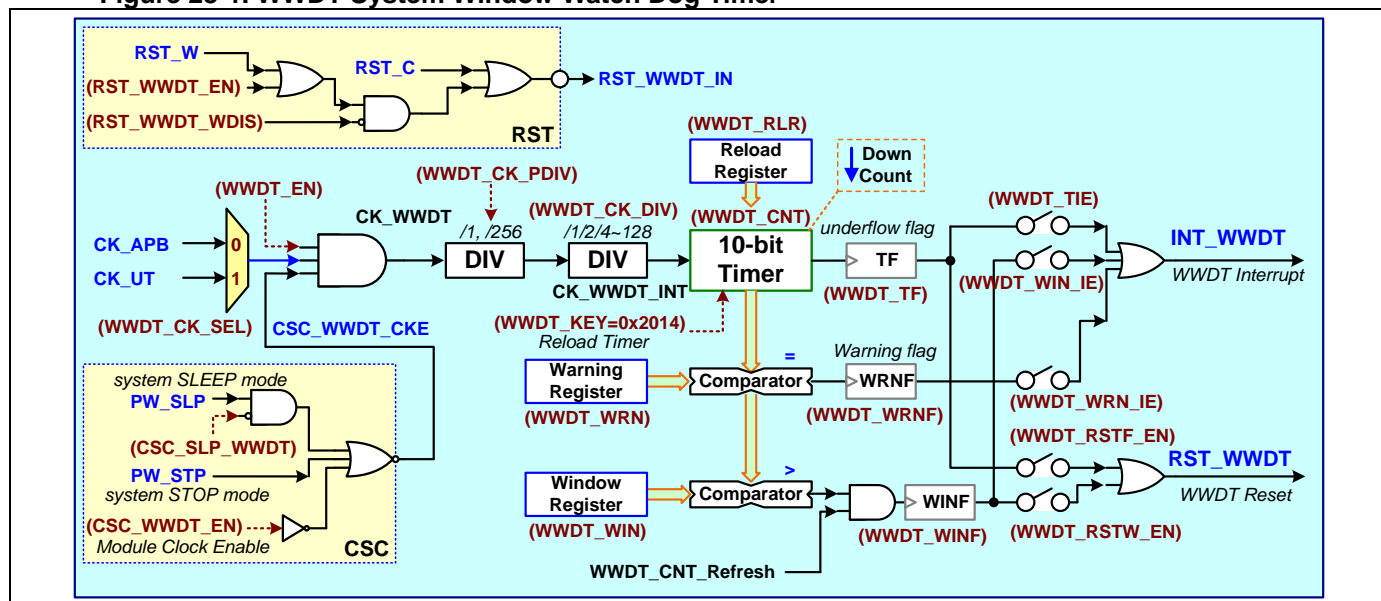 Figure 28-1. WWDT System Window Watch Dog Timer
RST_W
(RST_WWDT_EN)
(RST_WWDT_WDIS)
RST_C
RST_WWDT_IN
RST
(WWDT_RLR)
Reload
Register
Down
Count
(WWDT_EN)
(WWDT_CK_PDIV)
CK_WWDT
/1, /256
DIV
(WWDT_CK_DIV)
/1/2/4~128
DIV
CK_WWDT_INT
(WWDT_CNT)
10-bit
Timer
underflow flag
TF
(WWDT_TF)
(WWDT_TIE)
(WWDT_WIN_IE)
INT_WWDT
WWDT Interrupt
CK_APB
0
CK_UT
1
(WWDT_CK_SEL)
CSC_WWDT_CKE
(WWDT_KEY=0x2014)
Reload Timer
Warning
Register
(WWDT_WRN)
=
Comparator
Warning flag
WRNF
(WWDT_WRNF)
(WWDT_WRN_IE)
system SLEEP mode
PW_SLP
(CSC_SLP_WWDT)
PW_STP
system STOP mode
(CSC_WWDT_EN)
Module Clock Enable
CSC
Window
Register
(WWDT_WIN)
>
Comparator
WINF
(WWDT_WINF)
WWDT_CNT_Refresh
(WWDT_RSTF_EN)
(WWDT_RSTW_EN)
RST_WWDT
WWDT Reset